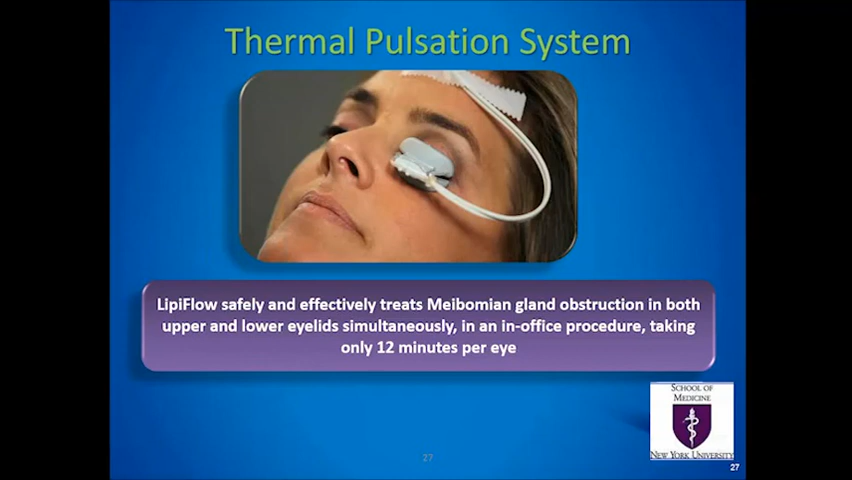 Thermal Pulsation System
LipiFlow safely and effectively treats Meibomian gland obstruction in both
upper and lower eyelids simultaneously, in an in-office procedure, taking
only 12 minutes per eye
SCHOOL OF
MEDICINE
NEW YORK UNIVERSITY
27
27